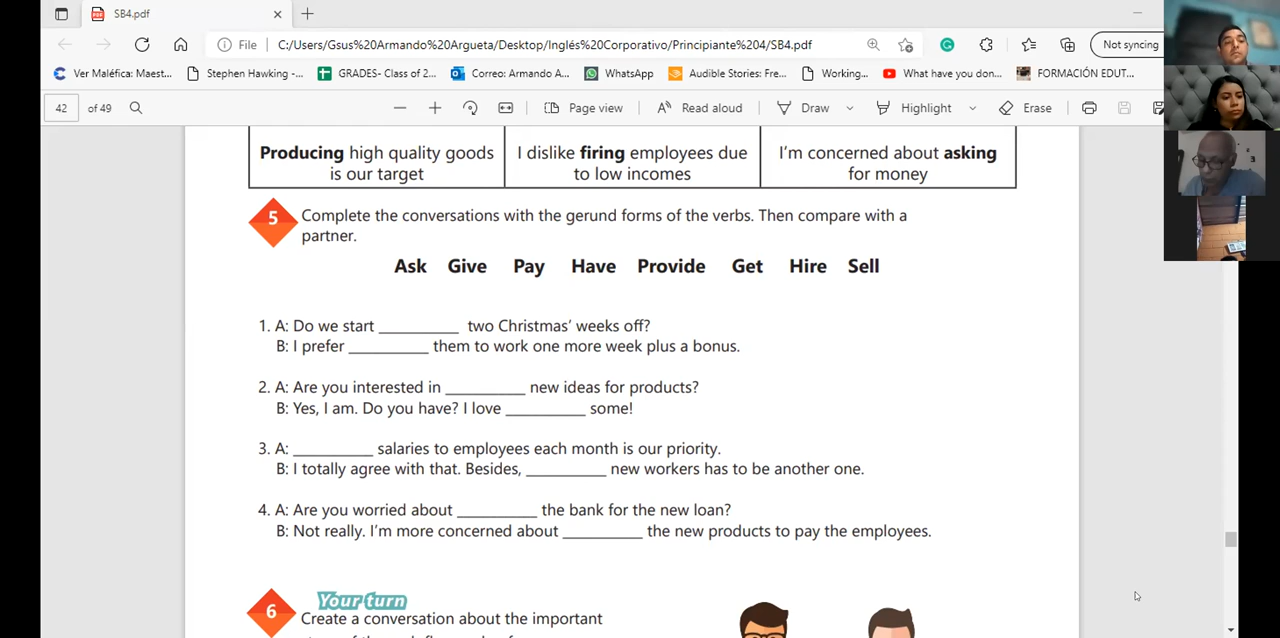 SB4.pdf
File C:/Users/Gsus%20Armando%20Argueta/Desktop/Inglés%20Corporativo/Principiante%204/SB4.pdf Not syncing
Ver Maléfica: Maest... Stephen Hawking -... GRADES- Class of 2... Correo: Armando A... WhatsApp Audible Stories: Fre... Working... What have you don... FORMACIÓN EDUT...
42 of 49 Page view Read aloud Draw Highlight Erase
Producing high quality goods is our target
I dislike firing employees due to low incomes
I'm concerned about asking for money
5 Complete the conversations with the gerund forms of the verbs. Then compare with a
partner.
Ask Give Pay Have Provide Get Hire Sell
1. A: Do we start __________ two Christmas' weeks off?
B: I prefer __________ them to work one more week plus a bonus.
2. A: Are you interested in __________ new ideas for products?
B: Yes, I am. Do you have? I love __________ some!
3. A: __________ salaries to employees each month is our priority.
B: I totally agree with that. Besides, __________ new workers has to be another one.
4. A: Are you worried about __________ the bank for the new loan?
B: Not really. I'm more concerned about __________ the new products to pay the employees.
Your turn
6 Create a conversation about the important